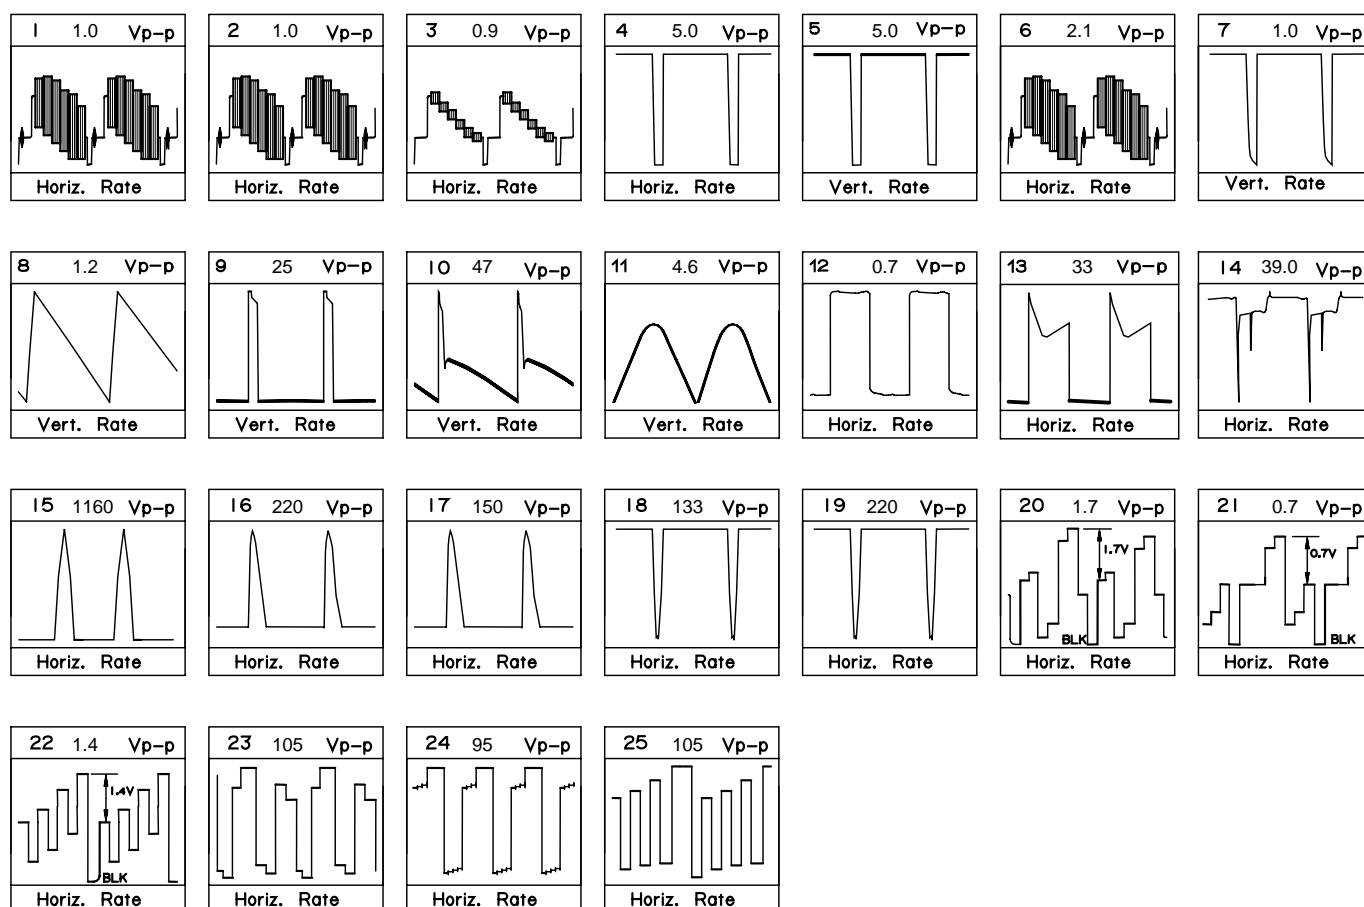 1 1.0 Vp-p
2 1.0 Vp-p
3 0.9 Vp-p
4 5.0 Vp-p
5 5.0 Vp-p
6 2.1 Vp-p
7 1.0 Vp-p
Horiz. Rate
Horiz. Rate
Horiz. Rate
Horiz. Rate
Vert. Rate
Horiz. Rate
Vert. Rate
8 1.2 Vp-p
9 25 Vp-p
10 47 Vp-p
11 4.6 Vp-p
12 0.7 Vp-p
13 33 Vp-p
14 39.0 Vp-p
Vert. Rate
Vert. Rate
Vert. Rate
Vert. Rate
Horiz. Rate
Horiz. Rate
Horiz. Rate
15 1160 Vp-p
16 220 Vp-p
17 150 Vp-p
18 133 Vp-p
19 220 Vp-p
20 1.7 Vp-p
21 0.7 Vp-p
1.7V
0.7V
BLK
BLK
Horiz. Rate
Horiz. Rate
Horiz. Rate
Horiz. Rate
Horiz. Rate
Horiz. Rate
Horiz. Rate
22 1.4 Vp-p
23 105 Vp-p
24 95 Vp-p
25 105 Vp-p
1.4V
BLK
Horiz. Rate
Horiz. Rate
Horiz. Rate
Horiz. Rate